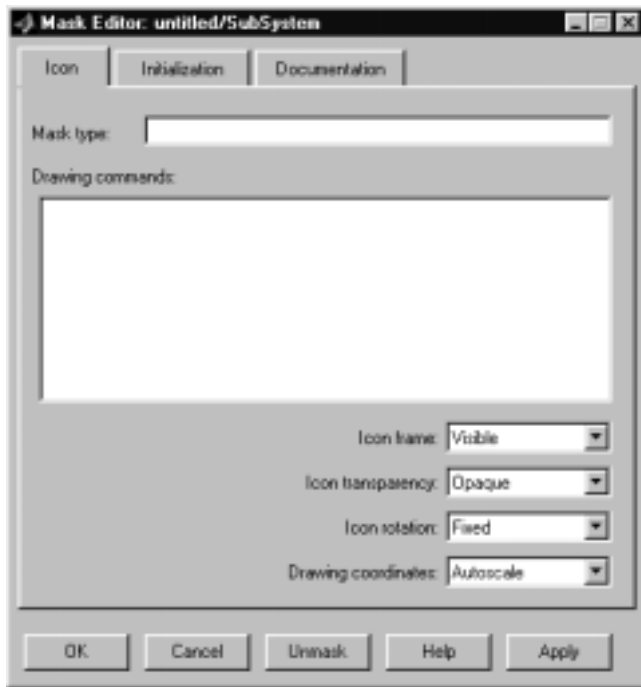 Mask Editor: untitled/SubSystem
Icon Initialization Documentation
Mask type:
Drawing commands:
Icon frame: Visible
Icon transparency: Opaque
Icon rotation: Fixed
Drawing coordinates: Autoscale
OK Cancel Unmask Help Apply